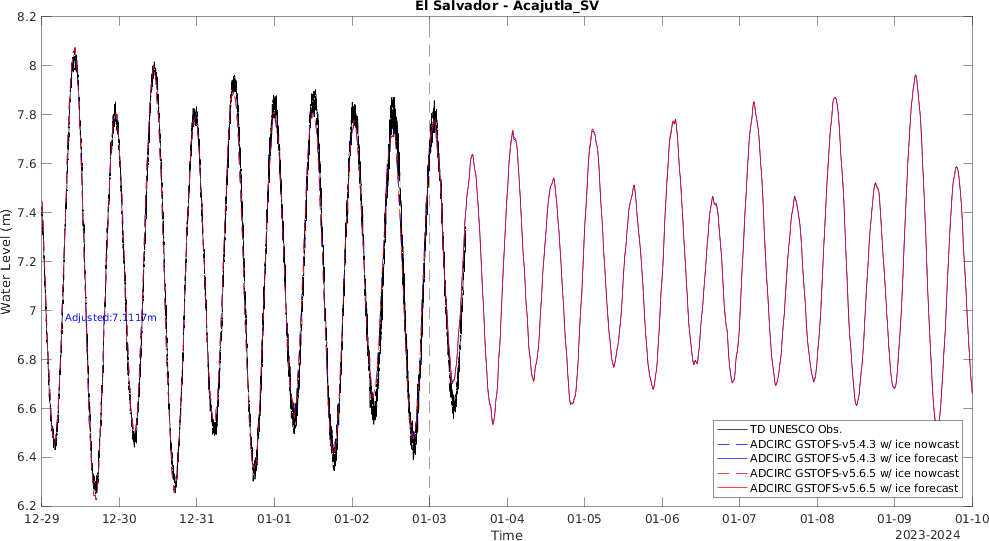 El Salvador - Acajutla_SV
8.2
8
7.8
7.6
7.4
7.2
7
6.8
6.6
6.4
6.2
Water Level (m)
Adjusted:7.1117m
TD UNESCO Obs.
ADCIRC GSTOFS-v5.4.3 w/ ice nowcast
ADCIRC GSTOFS-v5.4.3 w/ ice forecast
ADCIRC GSTOFS-v5.6.5 w/ ice nowcast
ADCIRC GSTOFS-v5.6.5 w/ ice forecast
12-29 12-30 12-31 01-01 01-02 01-03 01-04 01-05 01-06 01-07 01-08 01-09 01-10
Time
2023-2024